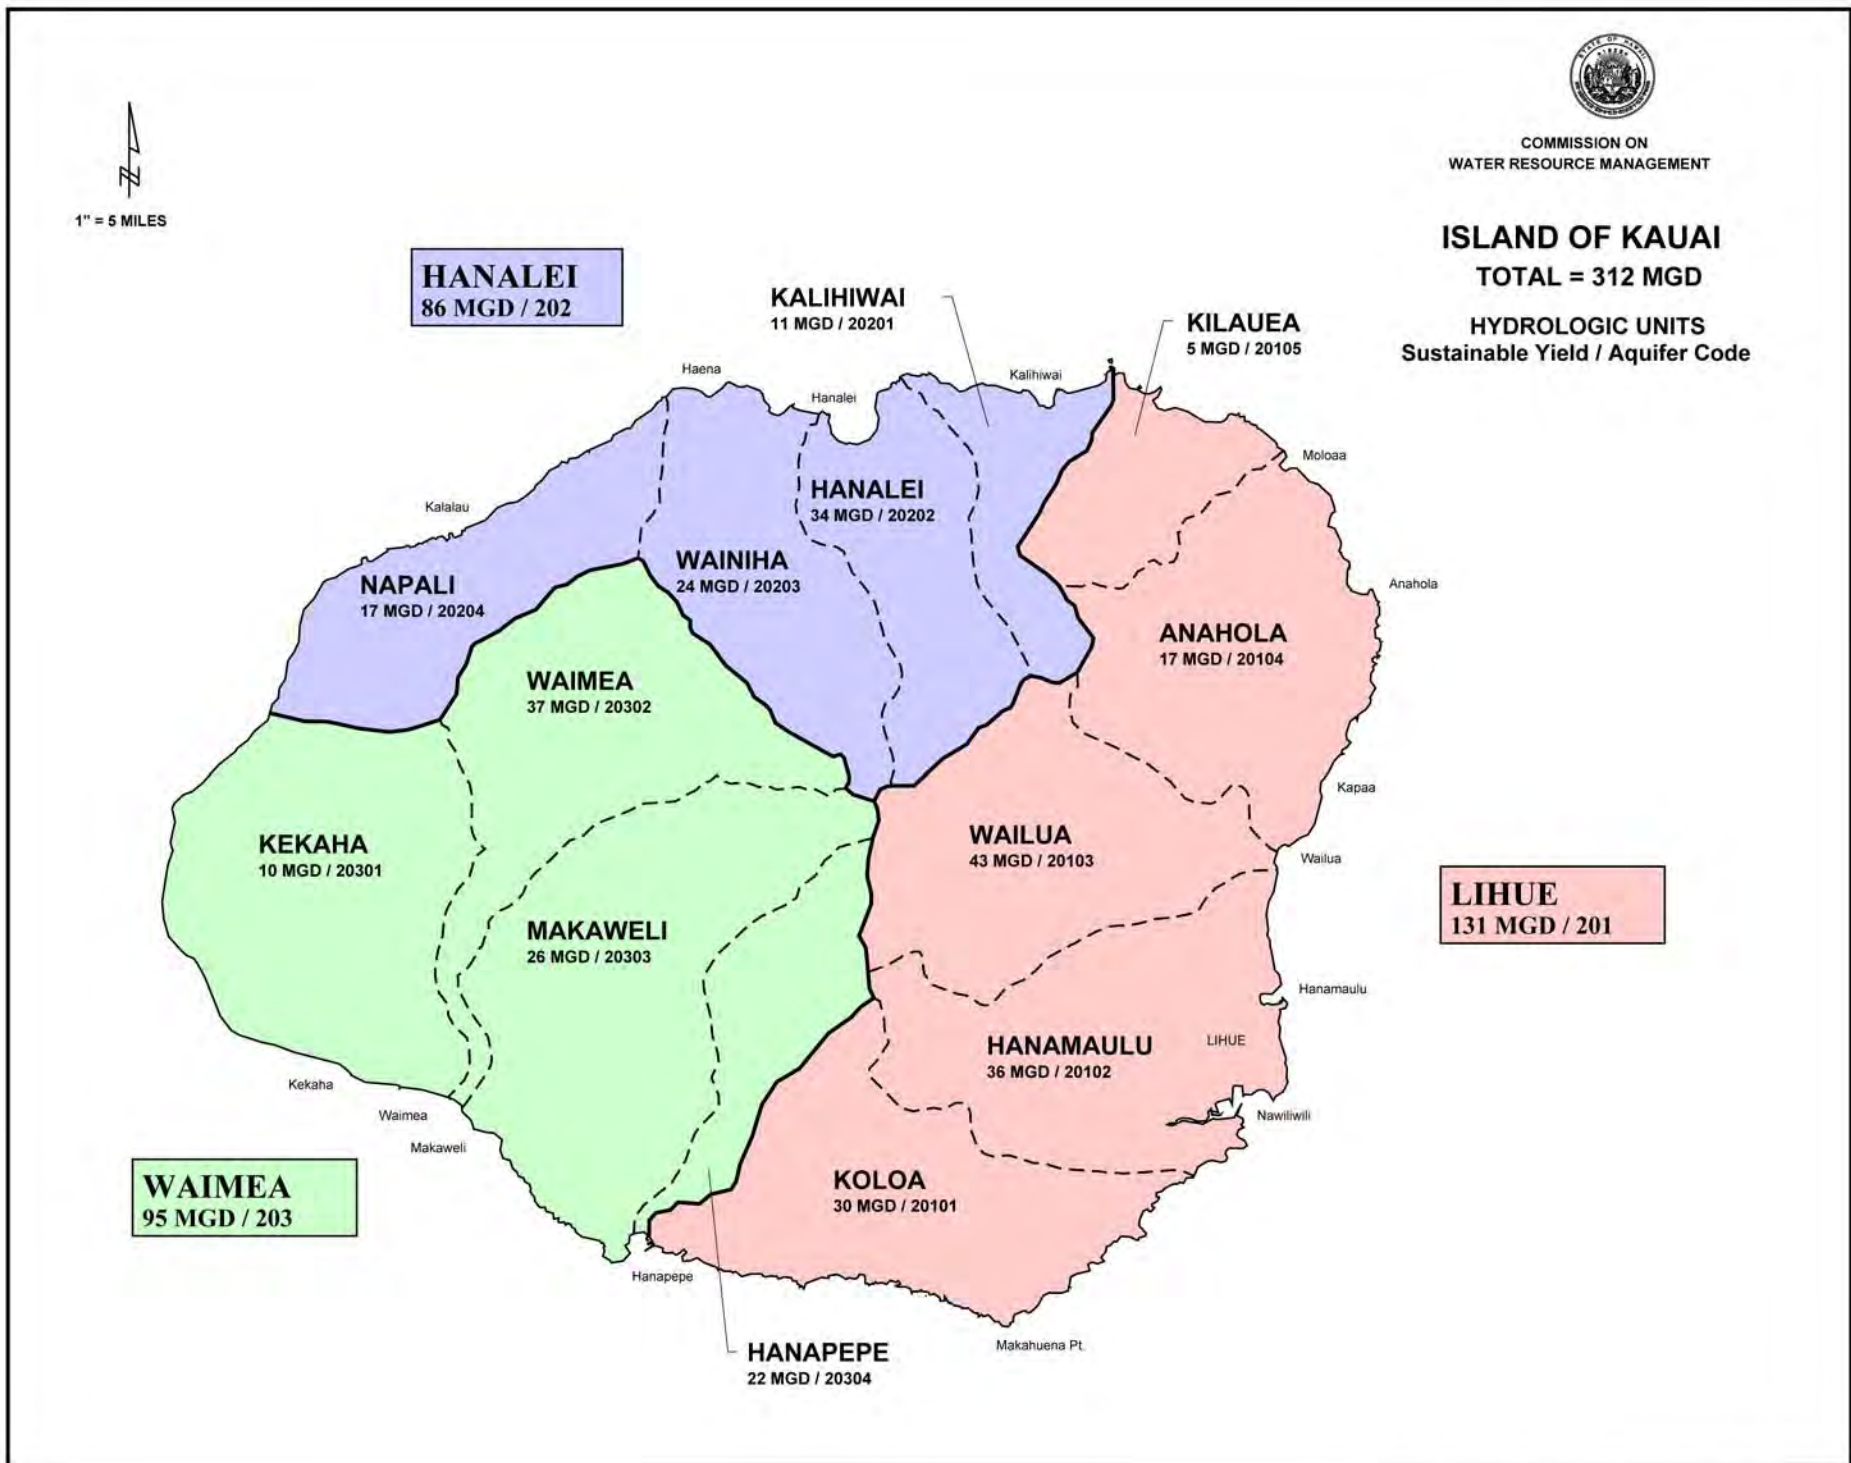 STATE OF HAWAII
COMMISSION ON
WATER RESOURCE MANAGEMENT
ISLAND OF KAUAI
TOTAL = 312 MGD
HYDROLOGIC UNITS
Sustainable Yield / Aquifer Code
1" = 5 MILES
HANALEI
86 MGD / 202
KALIHIWAI
11 MGD / 20201
KILAUEA
5 MGD / 20105
Haena
Hanalei
Kalihiwai
Moloaa
Kalalau
HANALEI
34 MGD / 20202
WAINIHA
24 MGD / 20203
NAPALI
17 MGD / 20204
Anahola
ANAHOLA
17 MGD / 20104
WAIMEA
37 MGD / 20302
Kapaa
KEKAHA
10 MGD / 20301
WAILUA
43 MGD / 20103
Wailua
LIHUE
131 MGD / 201
MAKAWELI
26 MGD / 20303
Hanamaulu
HANAMAULU
36 MGD / 20102
LIHUE
Kekaha
Waimea
Makaweli
Nawiliwili
WAIMEA
95 MGD / 203
KOLOA
30 MGD / 20101
Hanapepe
Makahuena Pt.
HANAPEPE
22 MGD / 20304